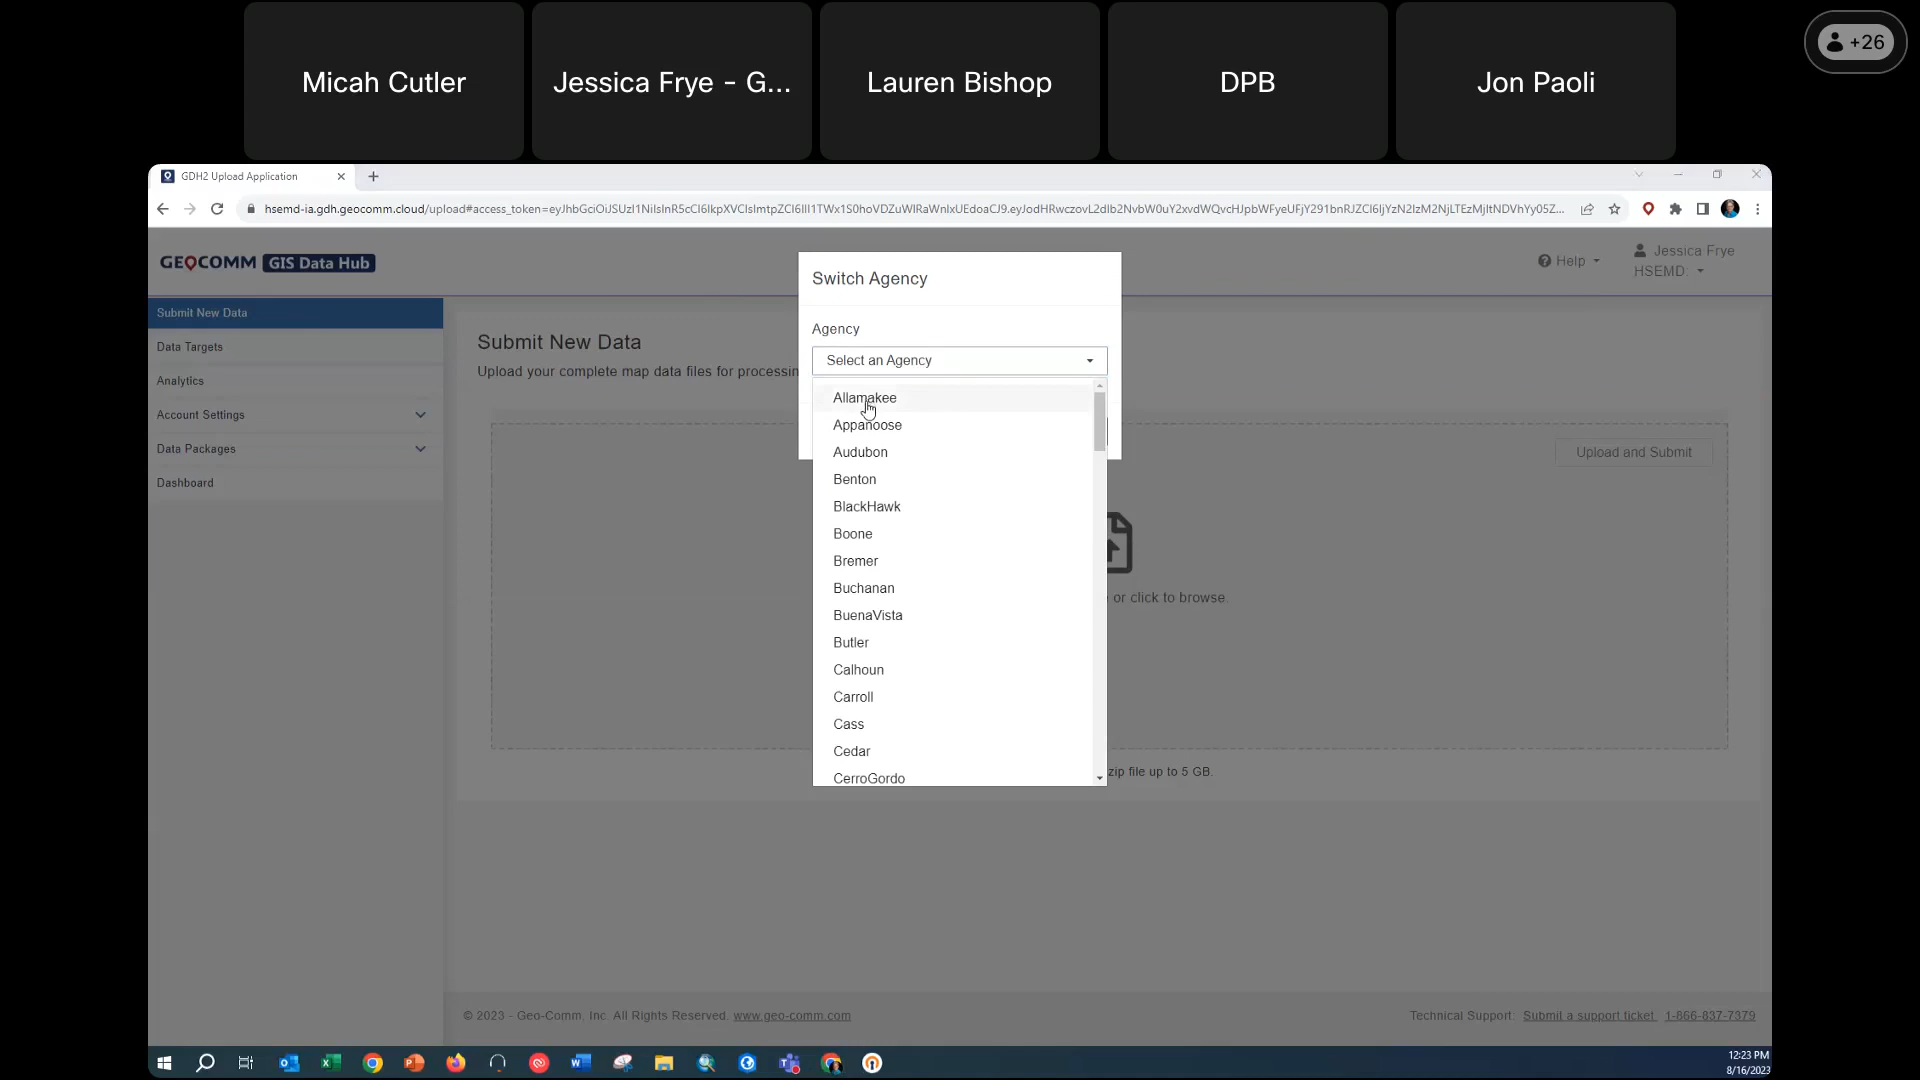 Micah Cutler
Jessica Frye - G...
Lauren Bishop
DPB
Jon Paoli
+26
GDH2 Upload Application
GEOCOMM GIS Data Hub
Help
Jessica Frye
HSEMD:
Submit New Data
Data Targets
Analytics
Account Settings
Data Packages
Dashboard
Submit New Data
Upload your complete map data files for processin
Upload and Submit
or click to browse.
zip file up to 5 GB.
Switch Agency
Agency
Select an Agency
Allamakee
Appanoose
Audubon
Benton
BlackHawk
Boone
Bremer
Buchanan
BuenaVista
Butler
Calhoun
Carroll
Cass
Cedar
CerroGordo
© 2023 - Geo-Comm, Inc. All Rights Reserved. www.geo-comm.com
Technical Support: Submit a support ticket 1-866-837-7379
12:23 PM
8/16/2023